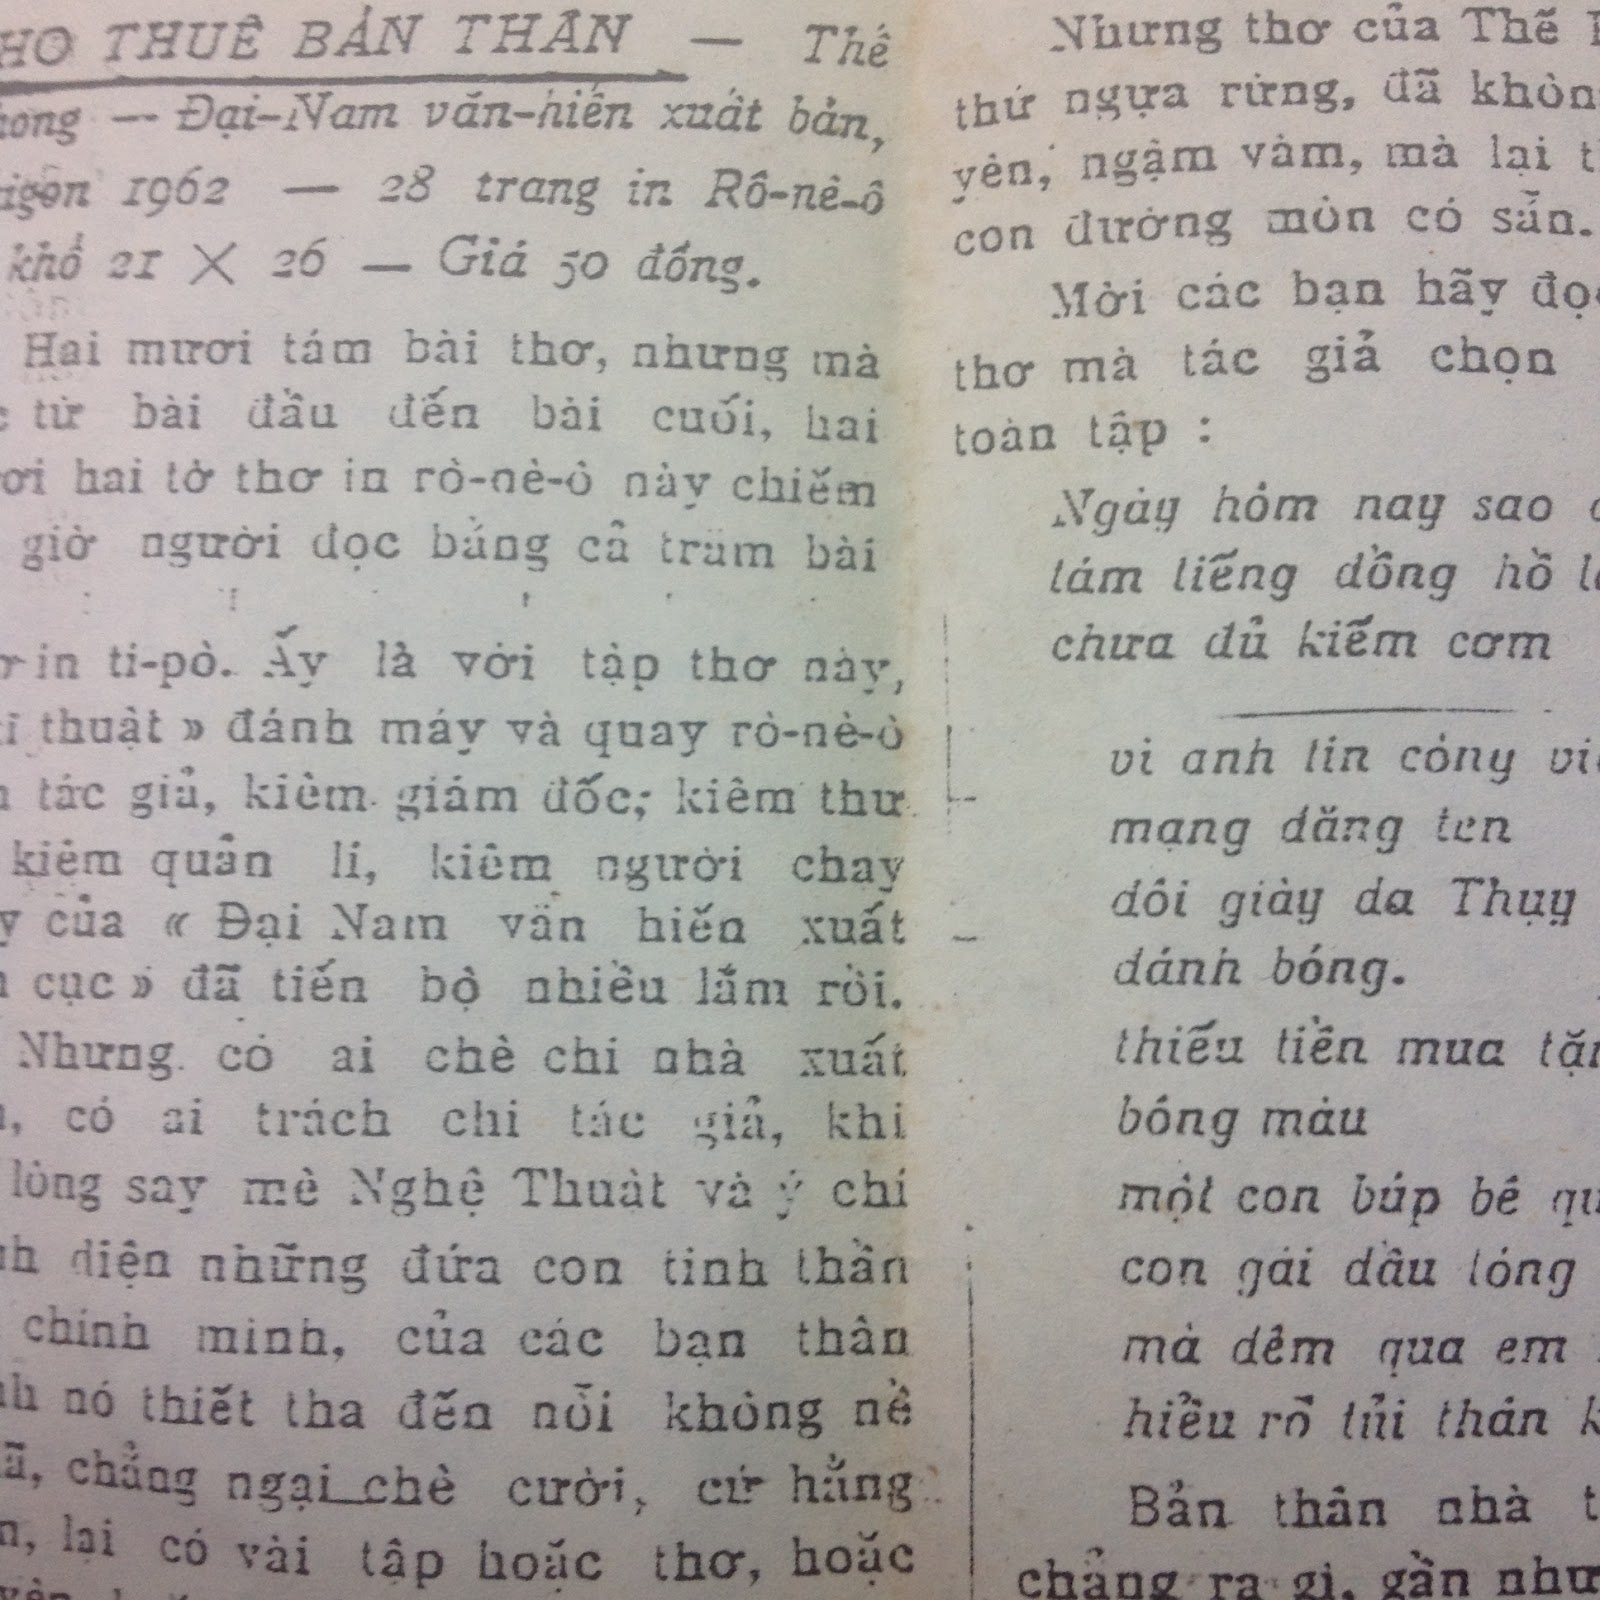 HO THUÊ BẢN THÂN — Thế
hong — Đại-Nam văn-hiến xuất bản,
igon 1962 — 28 trang in Rô-nê-ô
khổ 21 X 26 — Giá 50 đồng.
Hai mươi tám bài thơ, nhưng mà
từ bài đầu đến bài cuối, hai
ơi hai tờ thơ in rô-nê-ô này chiếm
giờ người đọc bằng cả trăm bài
in ti-pô. Ấy là với tập thơ này,
thuật » đánh máy và quay rô-nê-ô
tác giả, kiêm giám đốc, kiêm thư
kiêm quản lí, kiêm người chạy
y của « Đại Nam văn hiến xuất
cục » đã tiến bộ nhiều lắm rồi.
Nhưng có ai chê chi nhà xuất
, có ai trách chi tác giả, khi
lòng say mê Nghệ Thuật và ý chí
nh diện những đứa con tinh thần
chính mình, của các bạn thân
nh nó thiết tha đến nỗi không nề
ã, chẳng ngại chê cười, cứ hằng
n, lại có vài tập hoặc thơ, hoặc
Nhưng thơ của Thế
thứ ngựa rừng, đã khôn
yên, ngậm vàm, mà lại t
con đường mòn có sẵn.
Mời các bạn hãy đọc
thơ mà tác giả chọn
toàn tập :
Ngày hôm nay sao
tám tiếng đồng hồ l
chưa đủ kiếm cơm
vì anh tin còng vi
mạng dăng ten
đôi giày da Thụy
đánh bóng.
thiếu tiền mua tặn
bông màu
một con búp bê qu
con gái đầu lóng
mà đêm qua em
hiểu rõ tủi thân k
Bản thân nhà t
chẳng ra gì, gần như